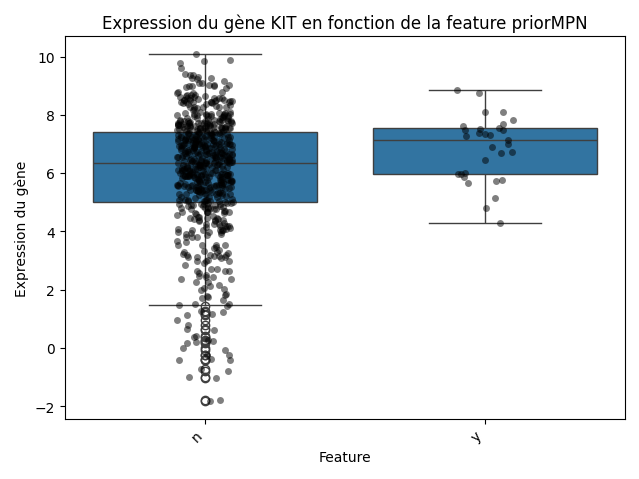 Expression du gène KIT en fonction de la feature priorMPN
Expression du gène
10
8
6
4
2
0
−2
n
y
Feature